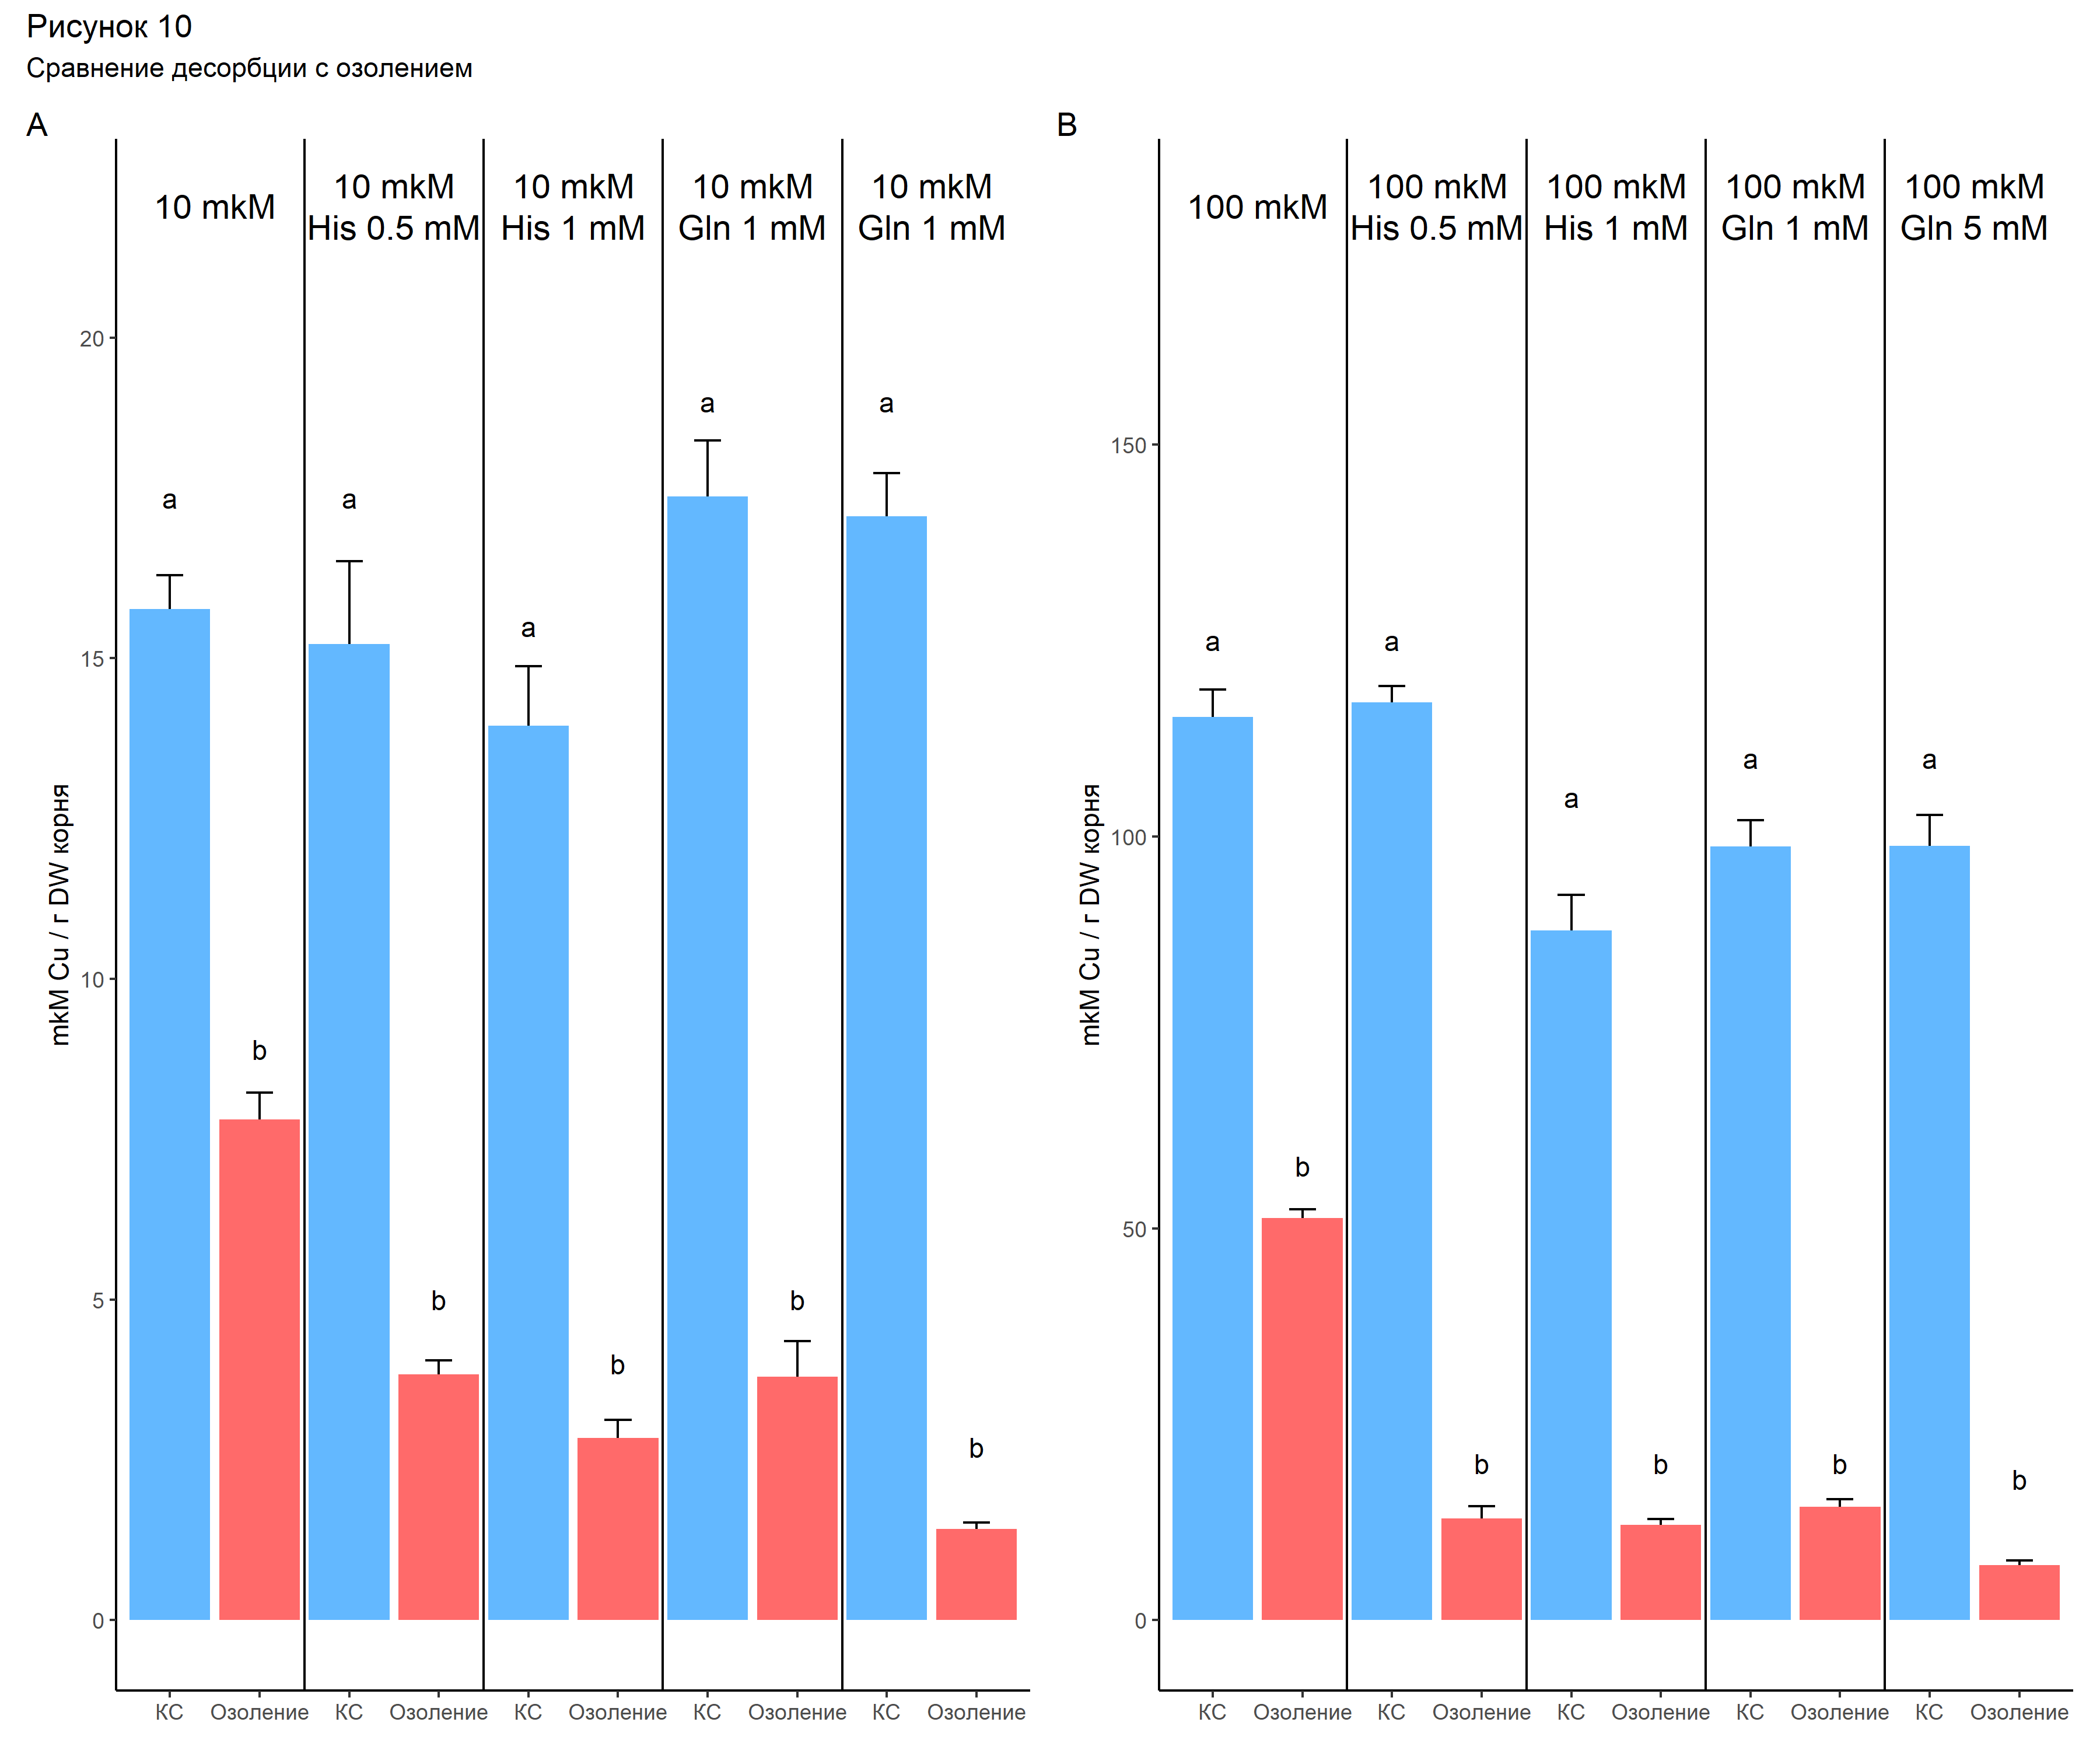 Рисунок 10
Сравнение десорбции с озолением
A
10 mkM
10 mkM
His 0.5 mM
10 mkM
His 1 mM
10 mkM
Gln 1 mM
10 mkM
Gln 1 mM
mkM Cu / г DW корня
20
15
10
5
0
a
b
a
b
a
b
a
b
a
b
КС Озоление КС Озоление КС Озоление КС Озоление КС Озоление
B
100 mkM
100 mkM
His 0.5 mM
100 mkM
His 1 mM
100 mkM
Gln 1 mM
100 mkM
Gln 5 mM
mkM Cu / г DW корня
150
100
50
0
a
b
a
b
a
b
a
b
a
b
КС Озоление КС Озоление КС Озоление КС Озоление КС Озоление